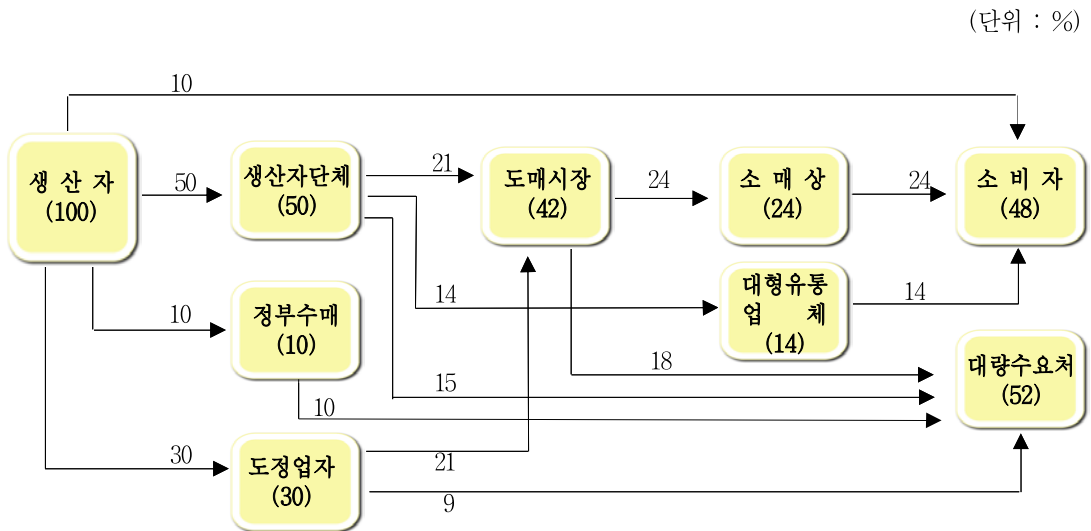 (단위 : %)
10
생 산 자
(100)
50
생산자단체
(50)
21
도매시장
(42)
24
소 매 상
(24)
24
소 비 자
(48)
10
정부수매
(10)
14
대형유통
업 체
(14)
14
18
15
10
대량수요처
(52)
30
도정업자
(30)
21
9